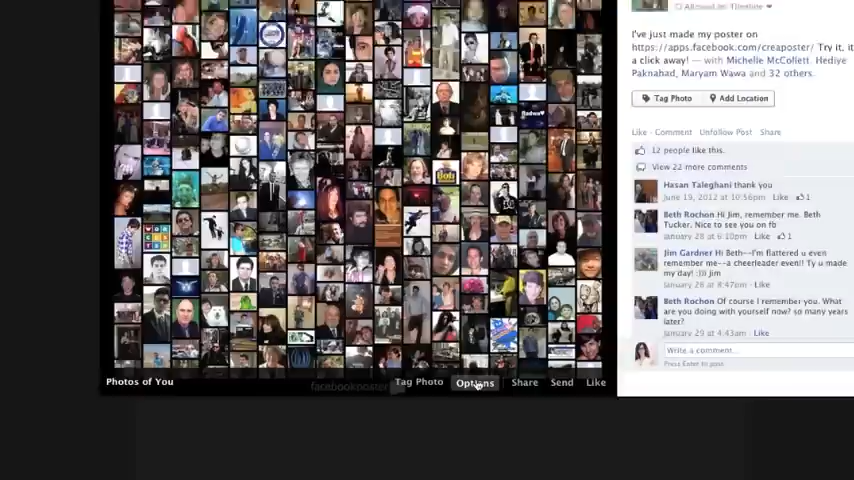 I've just made my poster on
https://apps.facebook.com/creaposter/ Try it, it
a click away! — with Michelle McCollett, Hediye
Paknahad, Maryam Wawa and 32 others.
Tag Photo
Add Location
Like · Comment Unfollow Post Share
12 people like this.
View 22 more comments
Hasan Taleghani thank you
June 19, 2012 at 10:56pm · Like · 1
Beth Rochon Hi Jim, remember me. Beth
Tucker. Nice to see you on fb
January 28 at 6:10pm · Like · 1
Jim Gardner Hi Beth--I'm flattered u even
remember me--a cheerleader even!! Ty u made
my day! :))) Jim
January 28 at 8:47pm · Like
Beth Rochon Of course I remember you. What
are you doing with yourself now? so many years
later?
January 29 at 4:43am · Like
Write a comment...
Press Enter to post.
Photos of You
facebookposter
Tag Photo
Options
Share
Send
Like